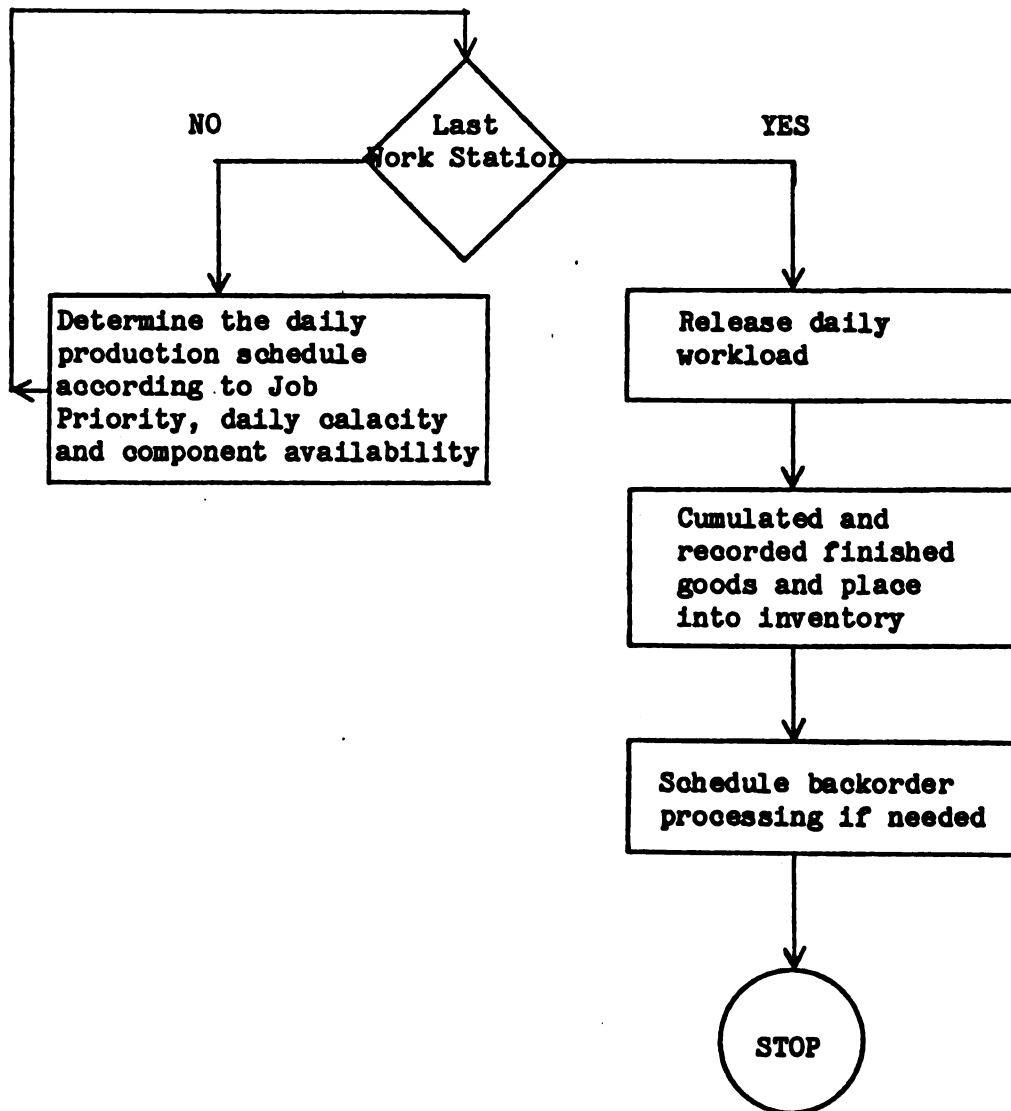 Last
Work Station
NO
YES
Determine the daily
production schedule
according to Job
Priority, daily calacity
and component availability
Release daily
workload
Cumulated and
recorded finished
goods and place
into inventory
Schedule backorder
processing if needed
STOP